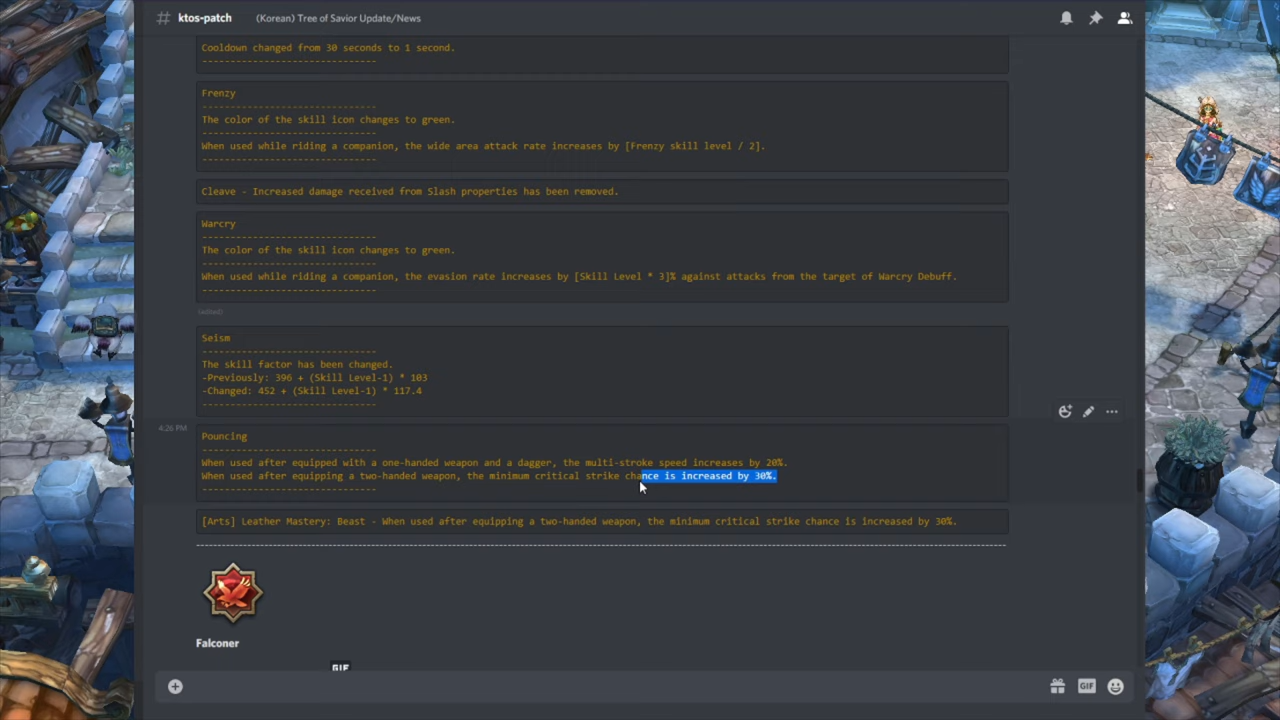 ktos-patch (Korean) Tree of Savior Update/News
Cooldown changed from 30 seconds to 1 second.
------------------------------
Frenzy
------------------------------
The color of the skill icon changes to green.
------------------------------
When used while riding a companion, the wide area attack rate increases by [Frenzy skill level / 2].
------------------------------
Cleave - Increased damage received from Slash properties has been removed.
Warcry
------------------------------
The color of the skill icon changes to green.
------------------------------
When used while riding a companion, the evasion rate increases by [Skill Level * 3]% against attacks from the target of Warcry Debuff.
------------------------------
(edited)
Seism
------------------------------
The skill factor has been changed.
-Previously: 396 + (Skill Level-1) * 103
-Changed: 452 + (Skill Level-1) * 117.4
------------------------------
4:26 PM
Pouncing
------------------------------
When used after equipped with a one-handed weapon and a dagger, the multi-stroke speed increases by 20%.
When used after equipping a two-handed weapon, the minimum critical strike chance is increased by 30%.
------------------------------
[Arts] Leather Mastery: Beast - When used after equipping a two-handed weapon, the minimum critical strike chance is increased by 30%.
Falconer
GIF
GIF